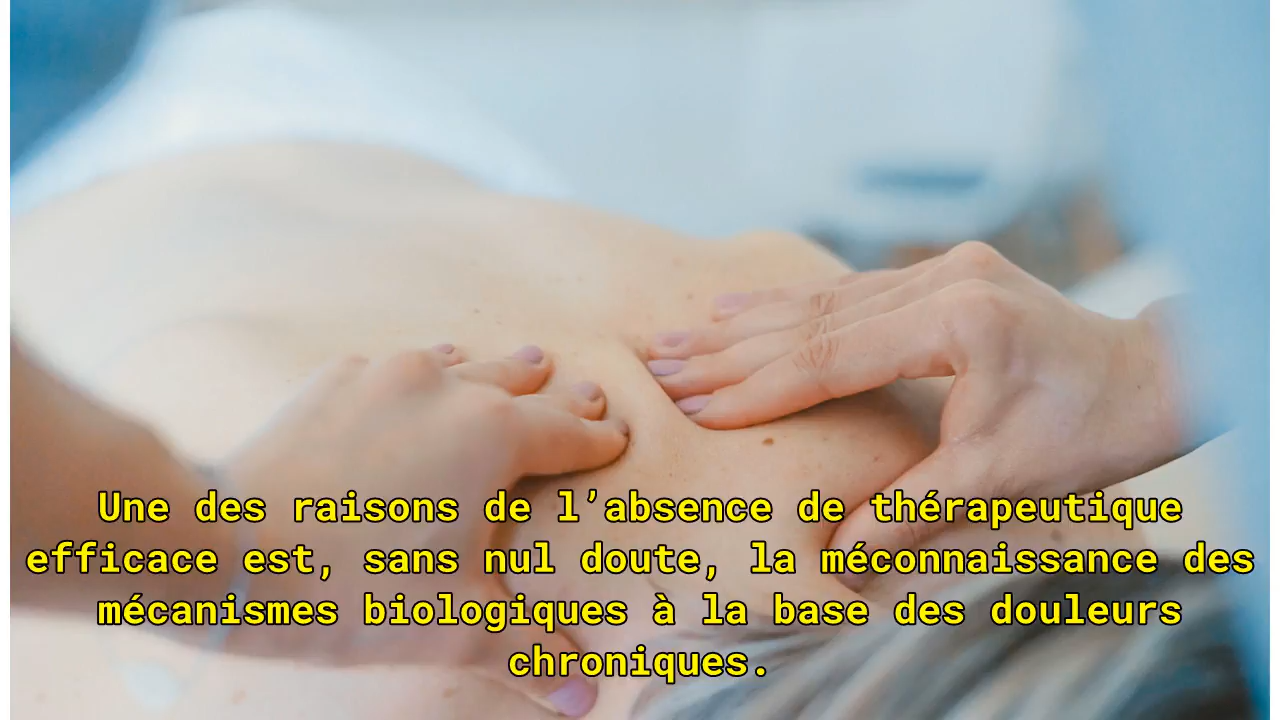 Une des raisons de l’absence de thérapeutique
efficace est, sans nul doute, la méconnaissance des
mécanismes biologiques à la base des douleurs
chroniques.